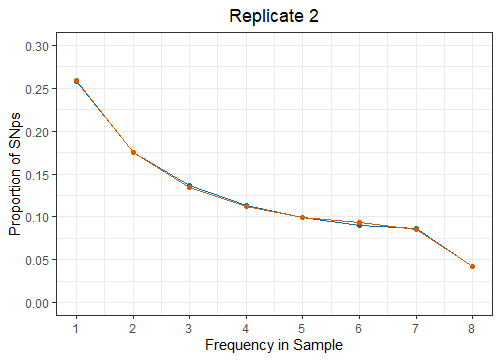 Replicate 2
0.30
0.25
0.20
0.15
0.10
0.05
0.00
Proportion of SNps
1 2 3 4 5 6 7 8
Frequency in Sample